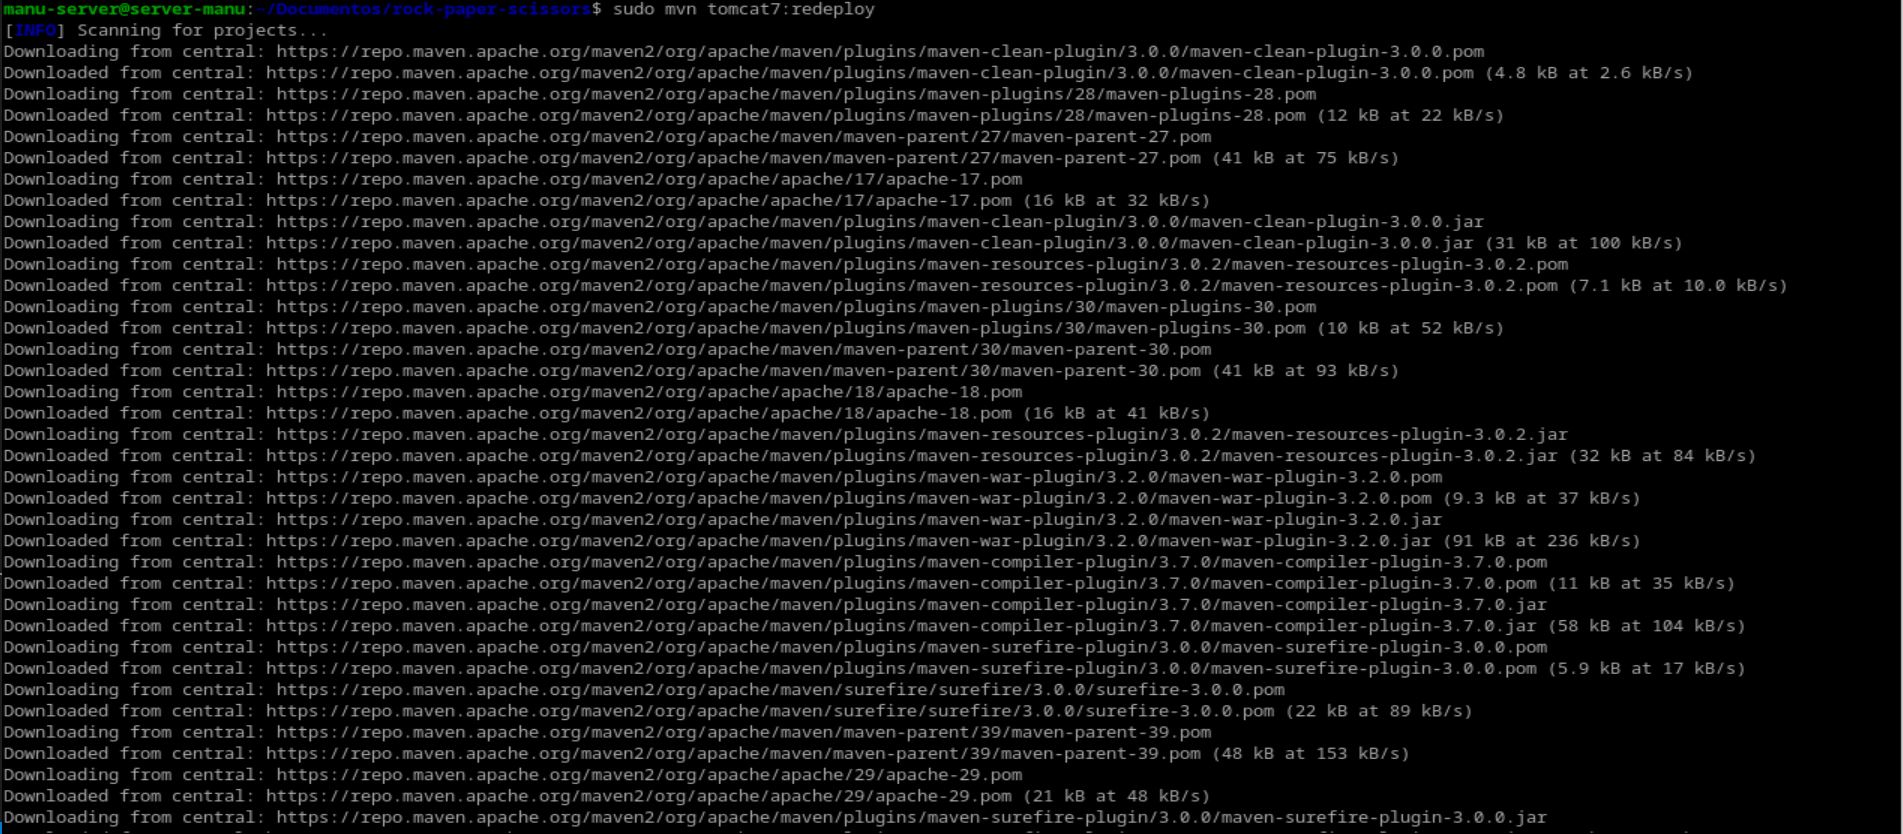 manu-server@server-manu:~/Documentos/rock-paper-scissors$ sudo mvn tomcat7:redeploy
[INFO] Scanning for projects...
Downloading from central: https://repo.maven.apache.org/maven2/org/apache/maven/plugins/maven-clean-plugin/3.0.0/maven-clean-plugin-3.0.0.pom
Downloaded from central: https://repo.maven.apache.org/maven2/org/apache/maven/plugins/maven-clean-plugin/3.0.0/maven-clean-plugin-3.0.0.pom (4.8 kB at 2.6 kB/s)
Downloading from central: https://repo.maven.apache.org/maven2/org/apache/maven/plugins/maven-plugins/28/maven-plugins-28.pom
Downloaded from central: https://repo.maven.apache.org/maven2/org/apache/maven/plugins/maven-plugins/28/maven-plugins-28.pom (12 kB at 22 kB/s)
Downloading from central: https://repo.maven.apache.org/maven2/org/apache/maven/maven-parent/27/maven-parent-27.pom
Downloaded from central: https://repo.maven.apache.org/maven2/org/apache/maven/maven-parent/27/maven-parent-27.pom (41 kB at 75 kB/s)
Downloading from central: https://repo.maven.apache.org/maven2/org/apache/apache/17/apache-17.pom
Downloaded from central: https://repo.maven.apache.org/maven2/org/apache/apache/17/apache-17.pom (16 kB at 32 kB/s)
Downloading from central: https://repo.maven.apache.org/maven2/org/apache/maven/plugins/maven-clean-plugin/3.0.0/maven-clean-plugin-3.0.0.jar
Downloaded from central: https://repo.maven.apache.org/maven2/org/apache/maven/plugins/maven-clean-plugin/3.0.0/maven-clean-plugin-3.0.0.jar (31 kB at 100 kB/s)
Downloading from central: https://repo.maven.apache.org/maven2/org/apache/maven/plugins/maven-resources-plugin/3.0.2/maven-resources-plugin-3.0.2.pom
Downloaded from central: https://repo.maven.apache.org/maven2/org/apache/maven/plugins/maven-resources-plugin/3.0.2/maven-resources-plugin-3.0.2.pom (7.1 kB at 10.0 kB/s)
Downloading from central: https://repo.maven.apache.org/maven2/org/apache/maven/plugins/maven-plugins/30/maven-plugins-30.pom
Downloaded from central: https://repo.maven.apache.org/maven2/org/apache/maven/plugins/maven-plugins/30/maven-plugins-30.pom (10 kB at 52 kB/s)
Downloading from central: https://repo.maven.apache.org/maven2/org/apache/maven/maven-parent/30/maven-parent-30.pom
Downloaded from central: https://repo.maven.apache.org/maven2/org/apache/maven/maven-parent/30/maven-parent-30.pom (41 kB at 93 kB/s)
Downloading from central: https://repo.maven.apache.org/maven2/org/apache/apache/18/apache-18.pom
Downloaded from central: https://repo.maven.apache.org/maven2/org/apache/apache/18/apache-18.pom (16 kB at 41 kB/s)
Downloading from central: https://repo.maven.apache.org/maven2/org/apache/maven/plugins/maven-resources-plugin/3.0.2/maven-resources-plugin-3.0.2.jar
Downloaded from central: https://repo.maven.apache.org/maven2/org/apache/maven/plugins/maven-resources-plugin/3.0.2/maven-resources-plugin-3.0.2.jar (32 kB at 84 kB/s)
Downloading from central: https://repo.maven.apache.org/maven2/org/apache/maven/plugins/maven-war-plugin/3.2.0/maven-war-plugin-3.2.0.pom
Downloaded from central: https://repo.maven.apache.org/maven2/org/apache/maven/plugins/maven-war-plugin/3.2.0/maven-war-plugin-3.2.0.pom (9.3 kB at 37 kB/s)
Downloading from central: https://repo.maven.apache.org/maven2/org/apache/maven/plugins/maven-war-plugin/3.2.0/maven-war-plugin-3.2.0.jar
Downloaded from central: https://repo.maven.apache.org/maven2/org/apache/maven/plugins/maven-war-plugin/3.2.0/maven-war-plugin-3.2.0.jar (91 kB at 236 kB/s)
Downloading from central: https://repo.maven.apache.org/maven2/org/apache/maven/plugins/maven-compiler-plugin/3.7.0/maven-compiler-plugin-3.7.0.pom
Downloaded from central: https://repo.maven.apache.org/maven2/org/apache/maven/plugins/maven-compiler-plugin/3.7.0/maven-compiler-plugin-3.7.0.pom (11 kB at 35 kB/s)
Downloading from central: https://repo.maven.apache.org/maven2/org/apache/maven/plugins/maven-compiler-plugin/3.7.0/maven-compiler-plugin-3.7.0.jar
Downloaded from central: https://repo.maven.apache.org/maven2/org/apache/maven/plugins/maven-compiler-plugin/3.7.0/maven-compiler-plugin-3.7.0.jar (58 kB at 104 kB/s)
Downloading from central: https://repo.maven.apache.org/maven2/org/apache/maven/plugins/maven-surefire-plugin/3.0.0/maven-surefire-plugin-3.0.0.pom
Downloaded from central: https://repo.maven.apache.org/maven2/org/apache/maven/plugins/maven-surefire-plugin/3.0.0/maven-surefire-plugin-3.0.0.pom (5.9 kB at 17 kB/s)
Downloading from central: https://repo.maven.apache.org/maven2/org/apache/maven/surefire/surefire/3.0.0/surefire-3.0.0.pom
Downloaded from central: https://repo.maven.apache.org/maven2/org/apache/maven/surefire/surefire/3.0.0/surefire-3.0.0.pom (22 kB at 89 kB/s)
Downloading from central: https://repo.maven.apache.org/maven2/org/apache/maven/maven-parent/39/maven-parent-39.pom
Downloaded from central: https://repo.maven.apache.org/maven2/org/apache/maven/maven-parent/39/maven-parent-39.pom (48 kB at 153 kB/s)
Downloading from central: https://repo.maven.apache.org/maven2/org/apache/apache/29/apache-29.pom
Downloaded from central: https://repo.maven.apache.org/maven2/org/apache/apache/29/apache-29.pom (21 kB at 48 kB/s)
Downloading from central: https://repo.maven.apache.org/maven2/org/apache/maven/plugins/maven-surefire-plugin/3.0.0/maven-surefire-plugin-3.0.0.jar